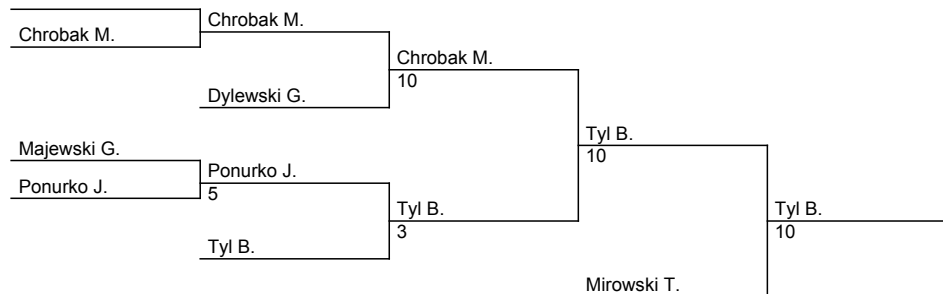 Chrobak M.
Chrobak M.
Chrobak M.
10
Dylewski G.
Majewski G.
Ponurko J.
Ponurko J.
5
Tyl B.
Tyl B.
3
Tyl B.
10
Tyl B.
10
Mirowski T.